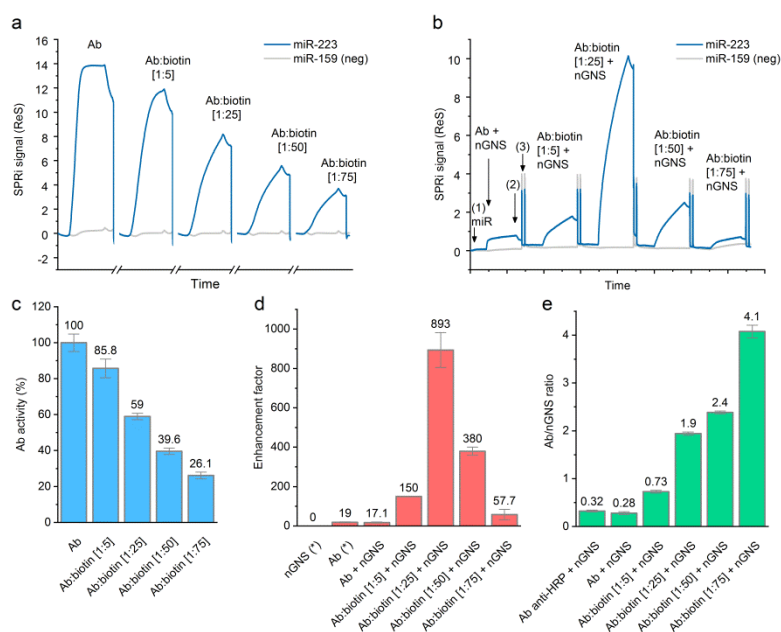 a
Ab
miR-223
miR-159 (neg)
Ab:biotin
[1:5]
Ab:biotin
[1:25]
Ab:biotin
[1:50]
Ab:biotin
[1:75]
SPRi signal (ReS)
16
14
12
10
8
6
4
2
0
-2
Time
b
miR-223
miR-159 (neg)
Ab:biotin
[1:25] +
nGNS
Ab +
nGNS
(3)
Ab:biotin
[1:5] +
nGNS
Ab:biotin
[1:50] +
nGNS
Ab:biotin
[1:75] +
nGNS
(2)
(1)
miR
SPRi signal (ReS)
10
8
6
4
2
0
Time
c
Ab activity (%)
120
100
80
60
40
20
0
100
85.8
59
39.6
26.1
Ab
Ab:biotin [1:5]
Ab:biotin [1:25]
Ab:biotin [1:50]
Ab:biotin [1:75]
d
Enhancement factor
1000
800
600
400
200
0
0
19
17.1
150
893
380
57.7
nGNS (*)
Ab (*)
Ab + nGNS
Ab:biotin [1:5] + nGNS
Ab:biotin [1:25] + nGNS
Ab:biotin [1:50] + nGNS
Ab:biotin [1:75] + nGNS
e
Ab/nGNS ratio
4
3
2
1
0
0.32
0.28
0.73
1.9
2.4
4.1
Ab anti-HRP + nGNS
Ab + nGNS
Ab:biotin [1:5] + nGNS
Ab:biotin [1:25] + nGNS
Ab:biotin [1:50] + nGNS
Ab:biotin [1:75] + nGNS